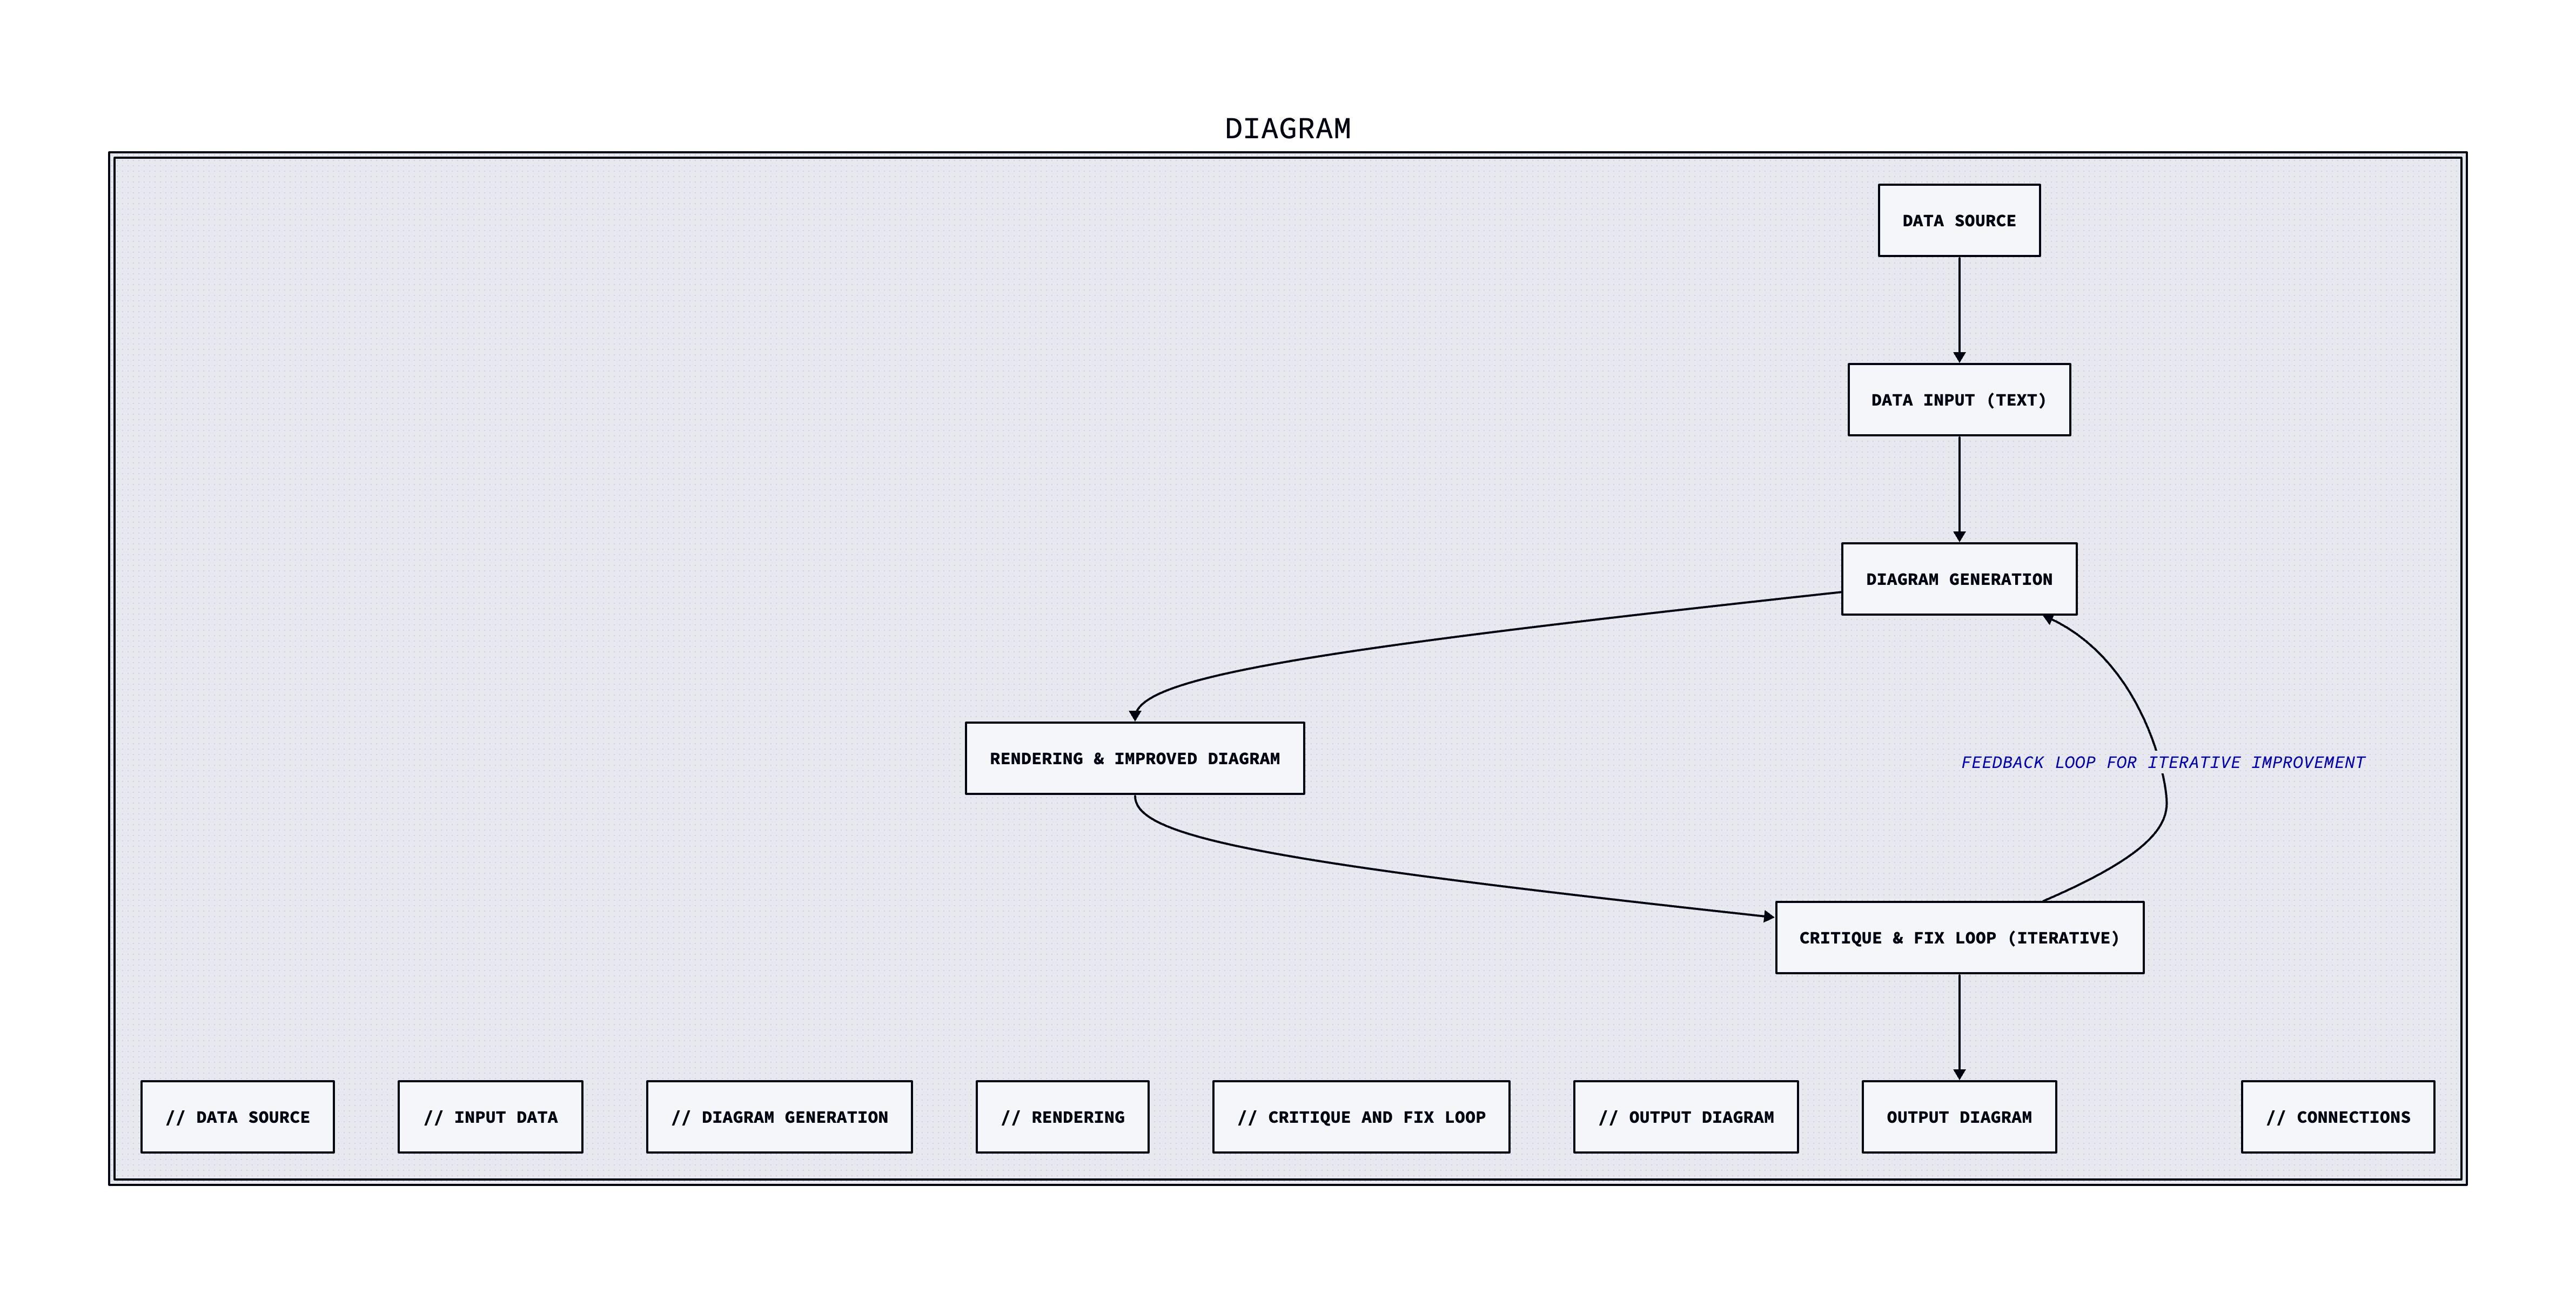 DIAGRAM
DATA SOURCE
DATA INPUT (TEXT)
DIAGRAM GENERATION
RENDERING & IMPROVED DIAGRAM
FEEDBACK LOOP FOR ITERATIVE IMPROVEMENT
CRITIQUE & FIX LOOP (ITERATIVE)
// DATA SOURCE
// INPUT DATA
// DIAGRAM GENERATION
// RENDERING
// CRITIQUE AND FIX LOOP
// OUTPUT DIAGRAM
OUTPUT DIAGRAM
// CONNECTIONS